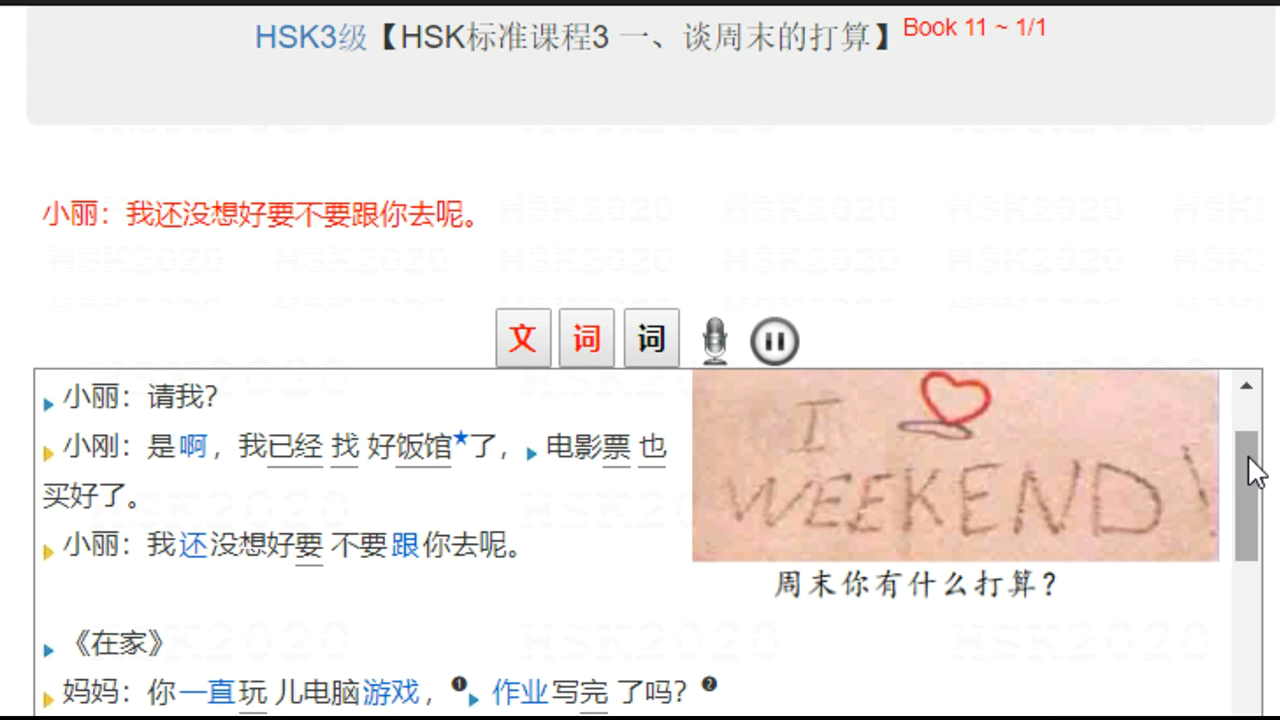 HSK3级【HSK标准课程3 一、谈周末的打算】Book 11 ~ 1/1
小丽：我还没想好要不要跟你去呢。
文 词 词
小丽：请我?
小刚：是啊，我已经 找 好饭馆★了，电影票 也
买好了。
小丽：我还没想好要 不要跟你去呢。
《在家》
妈妈：你一直玩 儿电脑游戏，❶ 作业写完 了吗? ❷
I
WEEKEND!
周末你有什么打算?